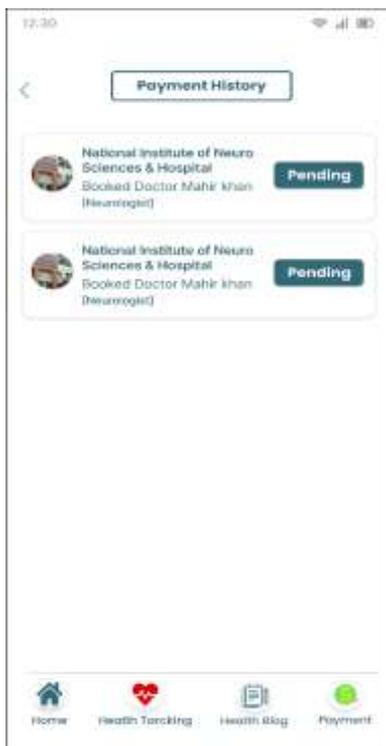 12:30
Payment History
National Institute of Neuro
Sciences & Hospital
Booked Doctor Mahir khan
(Neurologist)
Pending
National Institute of Neuro
Sciences & Hospital
Booked Doctor Mahir khan
(Neurologist)
Pending
Home
Health Tarcking
Health Blog
Payment